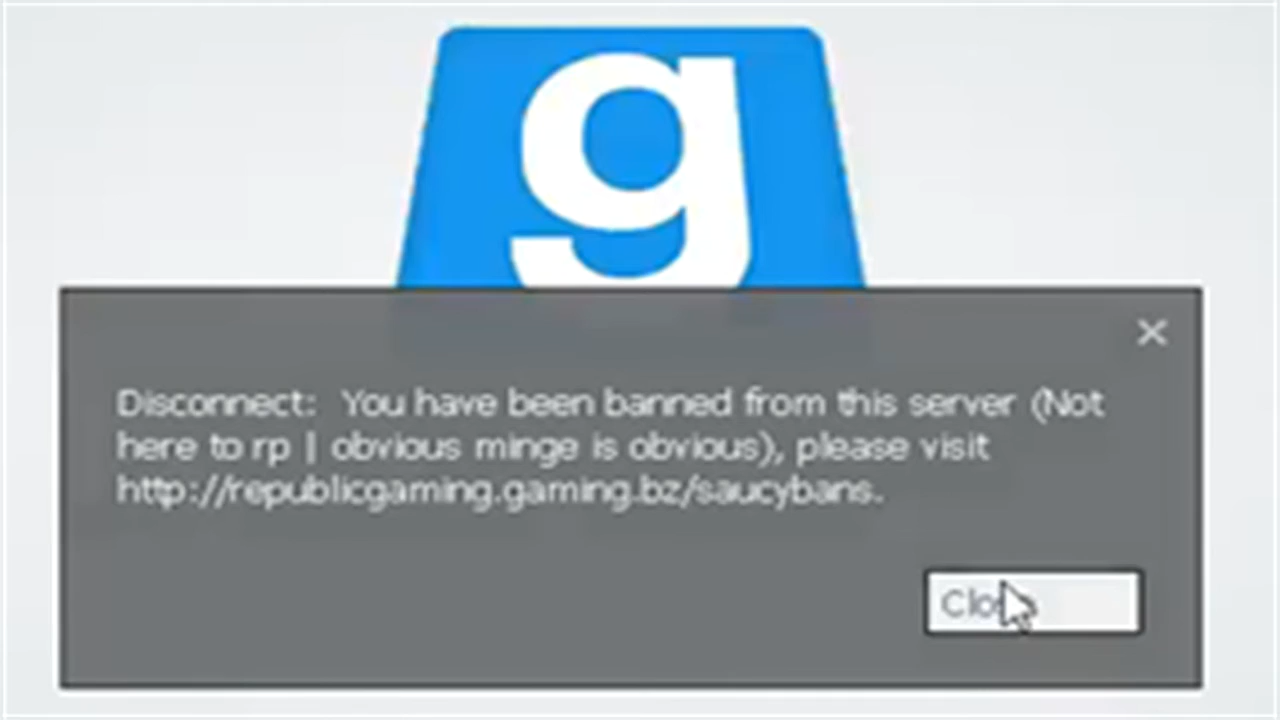 g
Disconnect: You have been banned from this server (Not
here to rp | obvious minge is obvious), please visit
http://republicgaming.gaming.bz/saucybans.